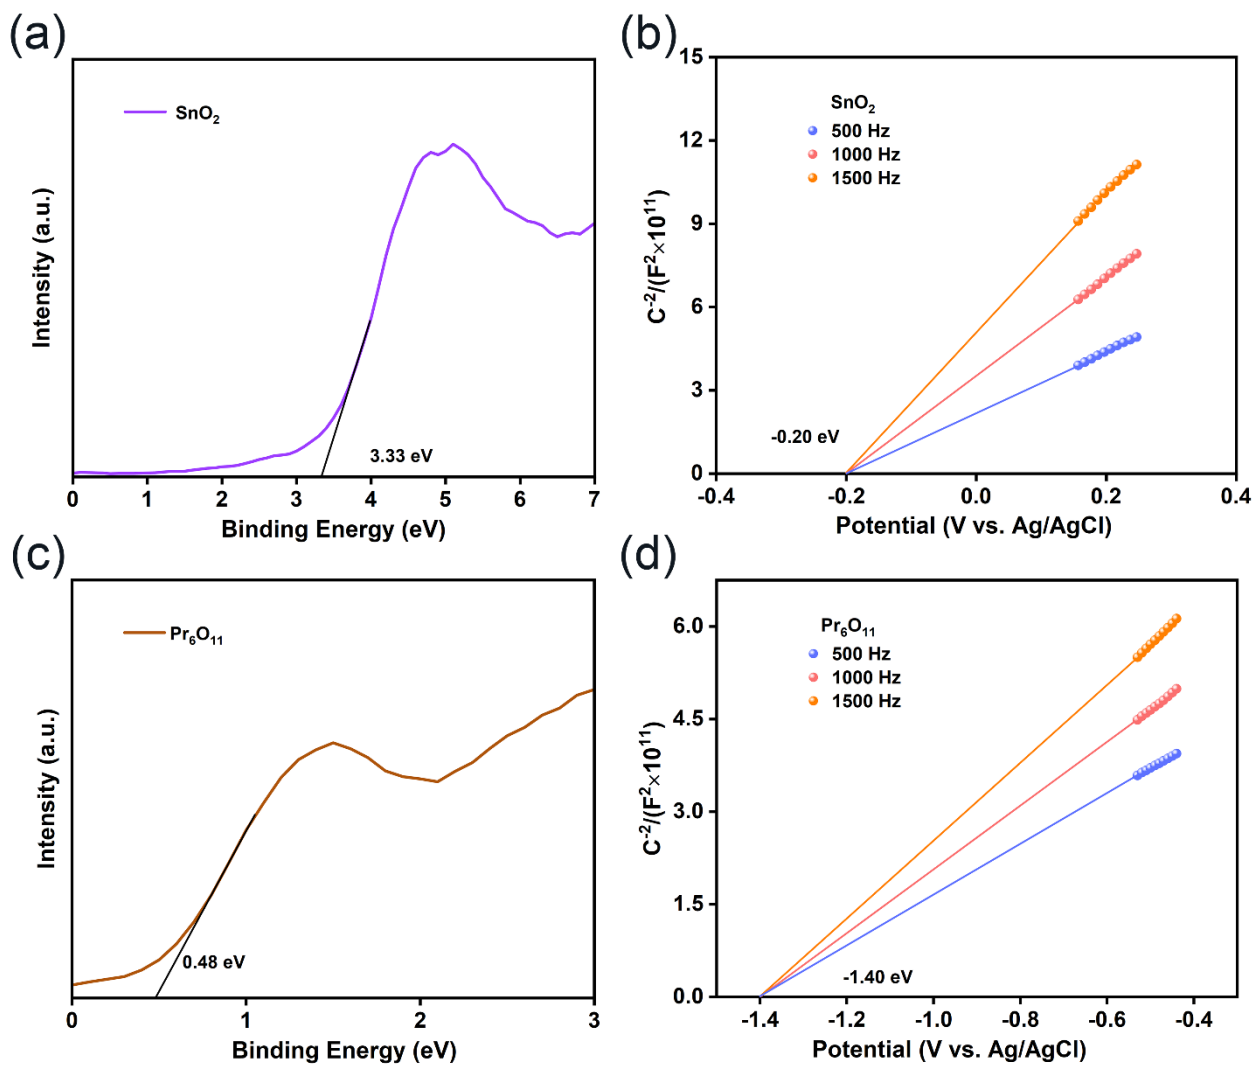 (a)
SnO₂
3.33 eV
0 1 2 3 4 5 6 7
Binding Energy (eV)
Intensity (a.u.)
(b)
SnO₂
500 Hz
1000 Hz
1500 Hz
-0.20 eV
15
12
9
6
3
0
-0.4 -0.2 0.0 0.2 0.4
Potential (V vs. Ag/AgCl)
C⁻²/(F²×10¹¹)
(c)
Pr₆O₁₁
0.48 eV
0 1 2 3
Binding Energy (eV)
Intensity (a.u.)
(d)
Pr₆O₁₁
500 Hz
1000 Hz
1500 Hz
-1.40 eV
6.0
4.5
3.0
1.5
0.0
-1.4 -1.2 -1.0 -0.8 -0.6 -0.4
Potential (V vs. Ag/AgCl)
C⁻²/(F²×10¹¹)